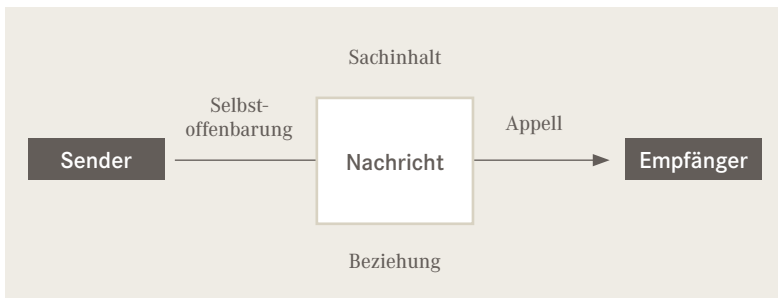 Sachinhalt
Selbst-
offenbarung
Appell
Sender
Nachricht
Empfänger
Beziehung